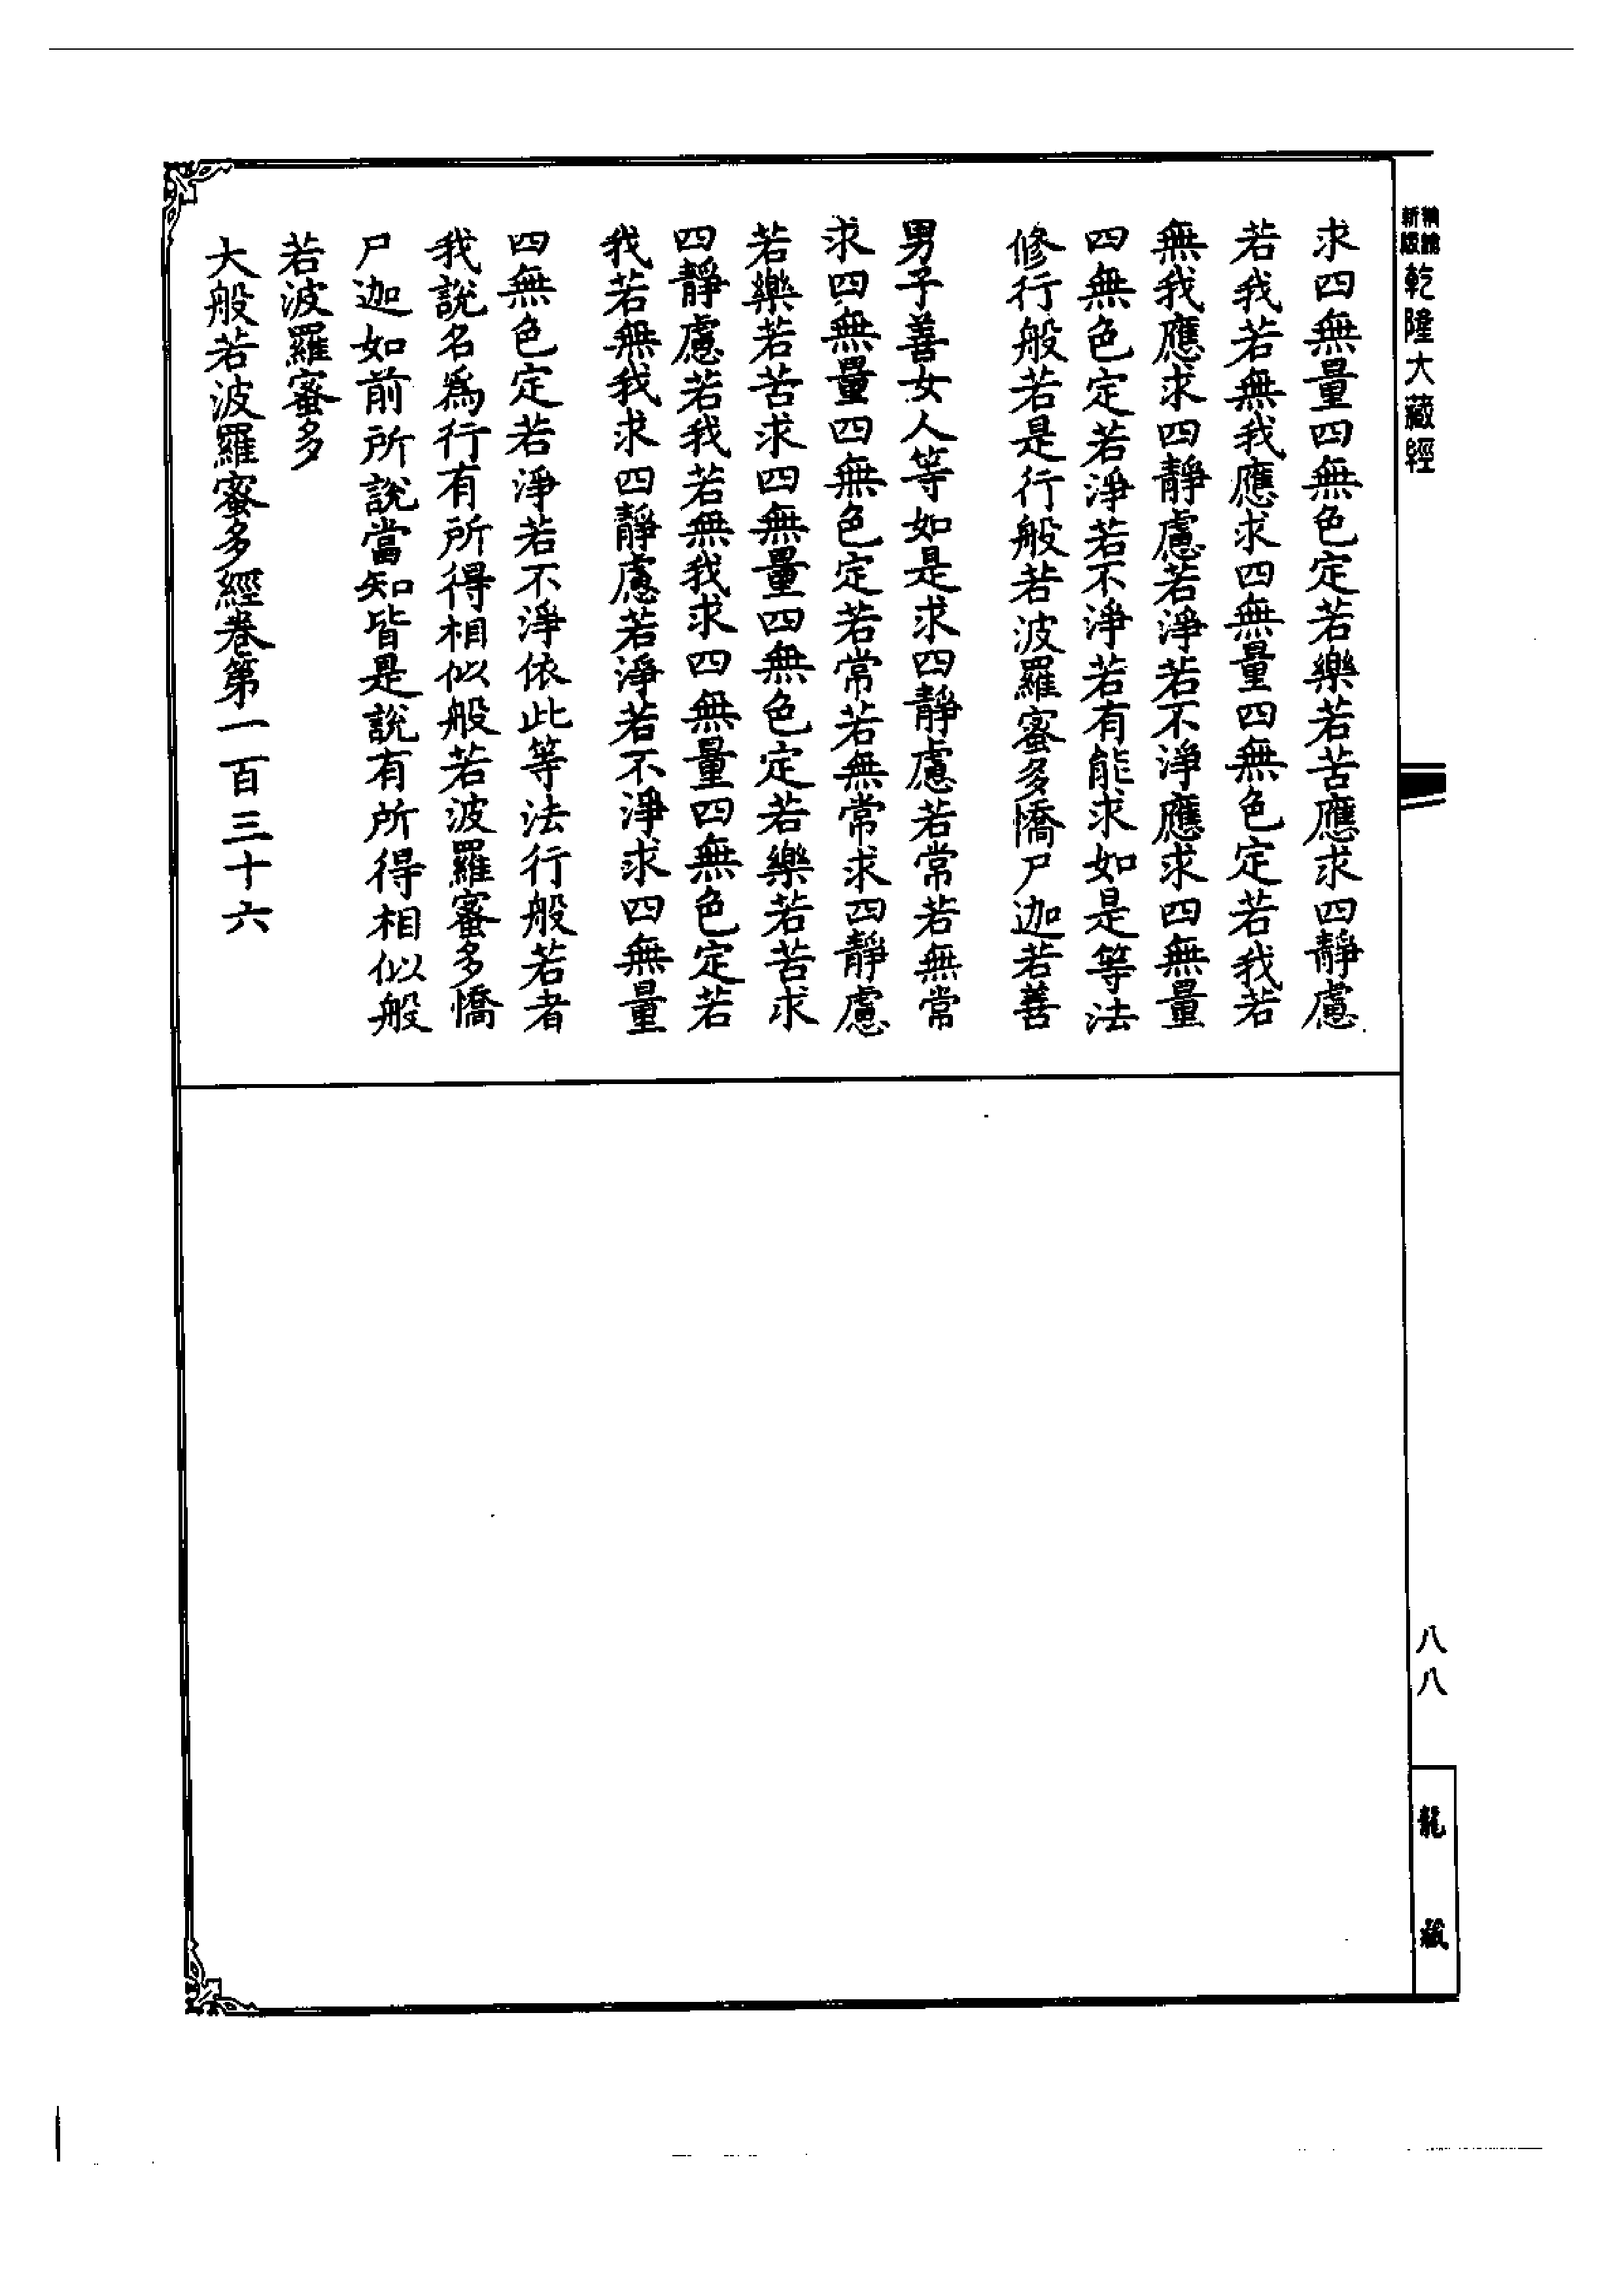 新版
乾隆大藏經
求四無量四無色定若樂若苦應求四靜慮
若我若無我應求四無量四無色定若我若
無我應求四靜慮若淨若不淨應求四無量
四無色定若淨若不淨若有能求如是等法
修行般若是行般若波羅蜜多憍尸迦若善
男子善女人等如是求四靜慮若常若無常
求四無量四無色定若常若無常求四靜慮
若樂若苦求四無量四無色定若樂若苦求
四靜慮若我若無我求四無量四無色定若
我若無我求四靜慮若淨若不淨求四無量
四無色定若淨若不淨依此等法行般若者
我說名爲行有所得相似般若波羅蜜多憍
尸迦如前所說當知皆是說有所得相似般
若波羅蜜多
大般若波羅蜜多經卷第一百三十六
八八
龍藏